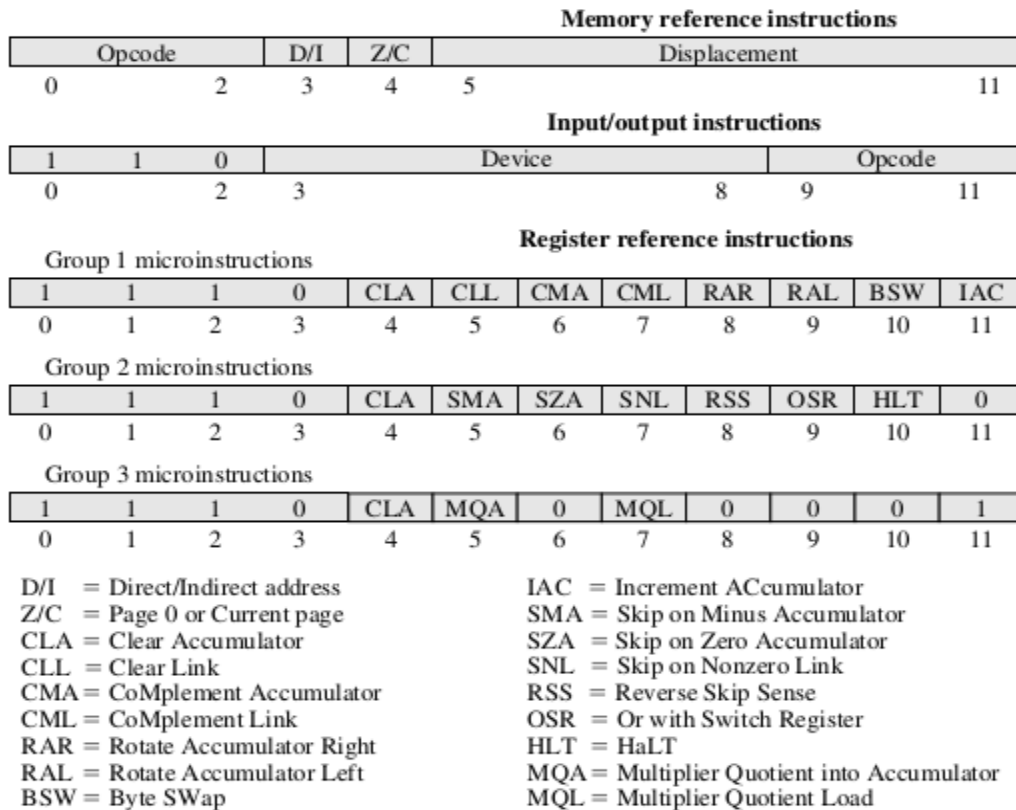 Memory reference instructions
Opcode D/I Z/C Displacement
0 2 3 4 5 11
Input/output instructions
1 1 0 Device Opcode
0 2 3 8 9 11
Register reference instructions
Group 1 microinstructions
1 1 1 0 CLA CLL CMA CML RAR RAL BSW IAC
0 1 2 3 4 5 6 7 8 9 10 11
Group 2 microinstructions
1 1 1 0 CLA SMA SZA SNL RSS OSR HLT 0
0 1 2 3 4 5 6 7 8 9 10 11
Group 3 microinstructions
1 1 1 0 CLA MQA 0 MQL 0 0 0 1
0 1 2 3 4 5 6 7 8 9 10 11
D/I = Direct/Indirect address
Z/C = Page 0 or Current page
CLA = Clear Accumulator
CLL = Clear Link
CMA = CoMplement Accumulator
CML = CoMplement Link
RAR = Rotate Accumulator Right
RAL = Rotate Accumulator Left
BSW = Byte SWap
IAC = Increment ACcumulator
SMA = Skip on Minus Accumulator
SZA = Skip on Zero Accumulator
SNL = Skip on Nonzero Link
RSS = Reverse Skip Sense
OSR = Or with Switch Register
HLT = HaLT
MQA = Multiplier Quotient into Accumulator
MQL = Multiplier Quotient Load